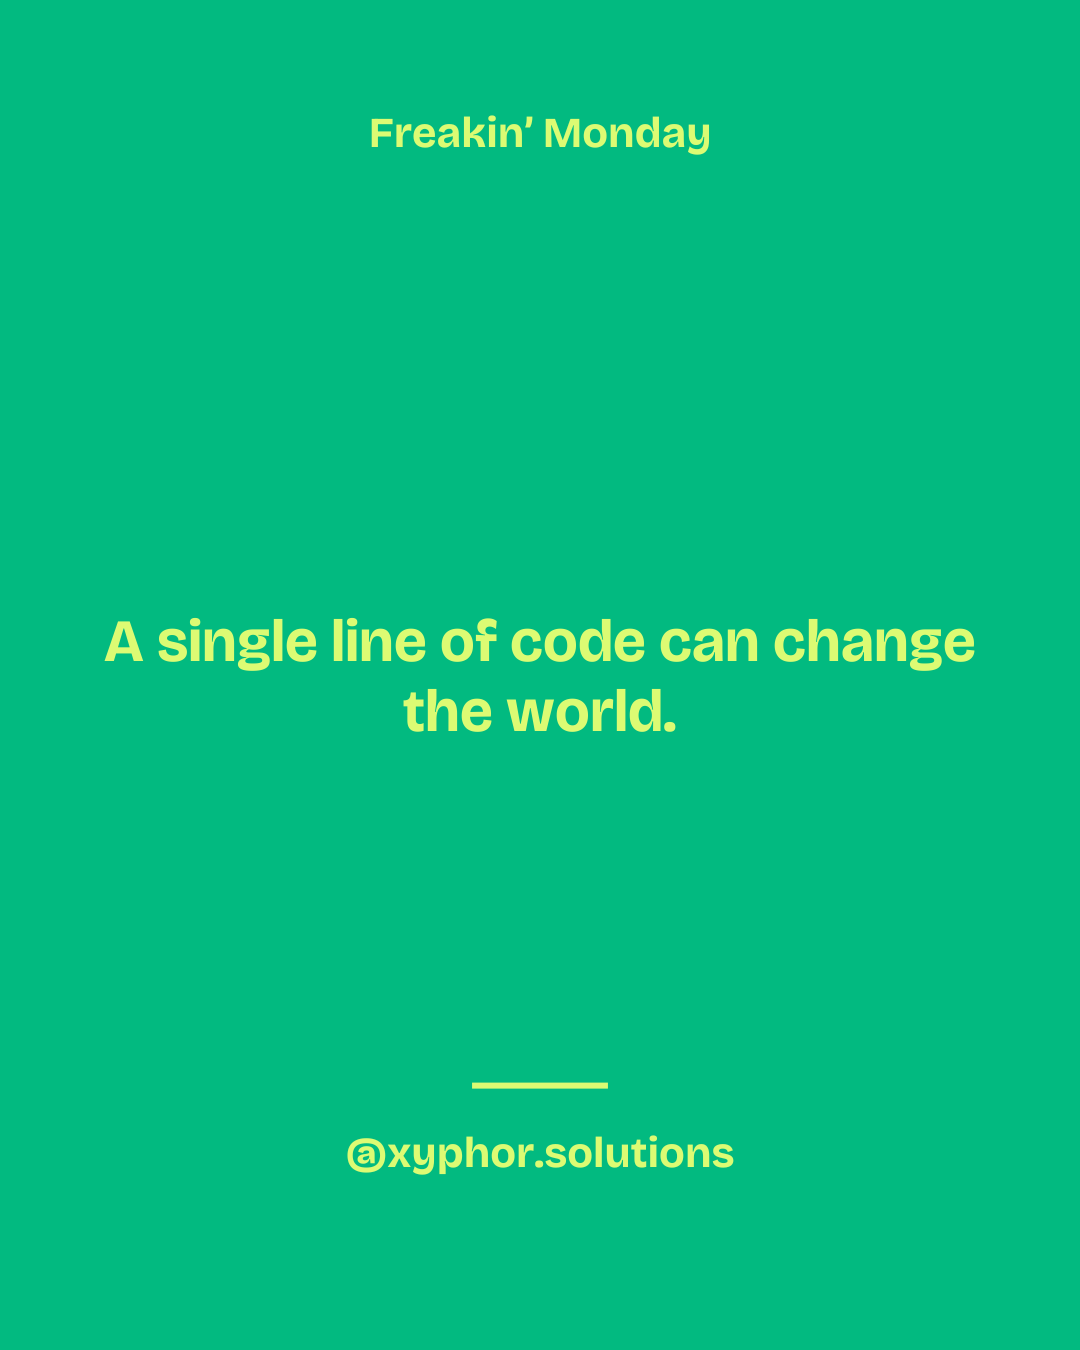 Freakin’ Monday
A single line of code can change
the world.
@xyphor.solutions